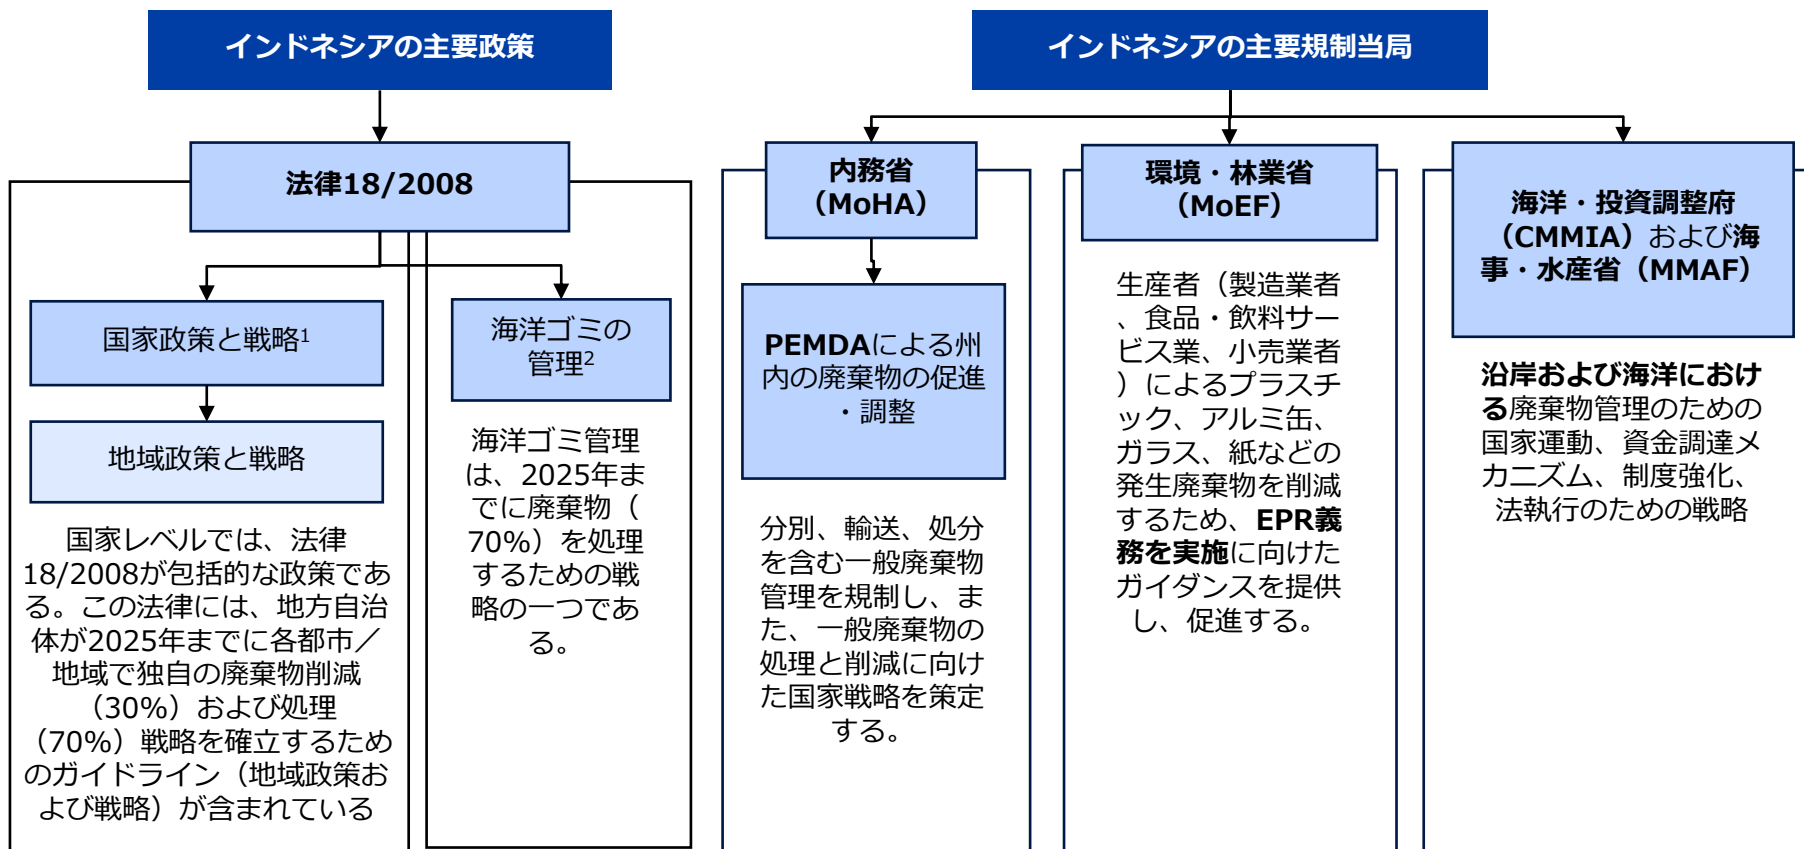 インドネシアの主要政策
法律18/2008
国家政策と戦略1
地域政策と戦略
国家レベルでは、法律
18/2008が包括的な政策であ
る。この法律には、地方自治
体が2025年までに各都市／
地域で独自の廃棄物削減
（30%）および処理
（70%）戦略を確立するため
のガイドライン（地域政策お
よび戦略）が含まれている
海洋ゴミの
管理2
海洋ゴミ管理
は、2025年ま
でに廃棄物（
70%）を処理
するための戦
略の一つであ
る。
インドネシアの主要規制当局
内務省
（MoHA）
PEMDAによる州
内の廃棄物の促進
・調整
分別、輸送、処分
を含む一般廃棄物
管理を規制し、ま
た、一般廃棄物の
処理と削減に向け
た国家戦略を策定
する。
環境・林業省
（MoEF）
生産者（製造業者
、食品・飲料サー
ビス業、小売業者
）によるプラスチ
ック、アルミ缶、
ガラス、紙などの
発生廃棄物を削減
するため、EPR義
務を実施に向けた
ガイダンスを提供
し、促進する。
海洋・投資調整府
（CMMIA）および海
事・水産省（MMAF）
沿岸および海洋におけ
る廃棄物管理のための
国家運動、資金調達メ
カニズム、制度強化、
法執行のための戦略